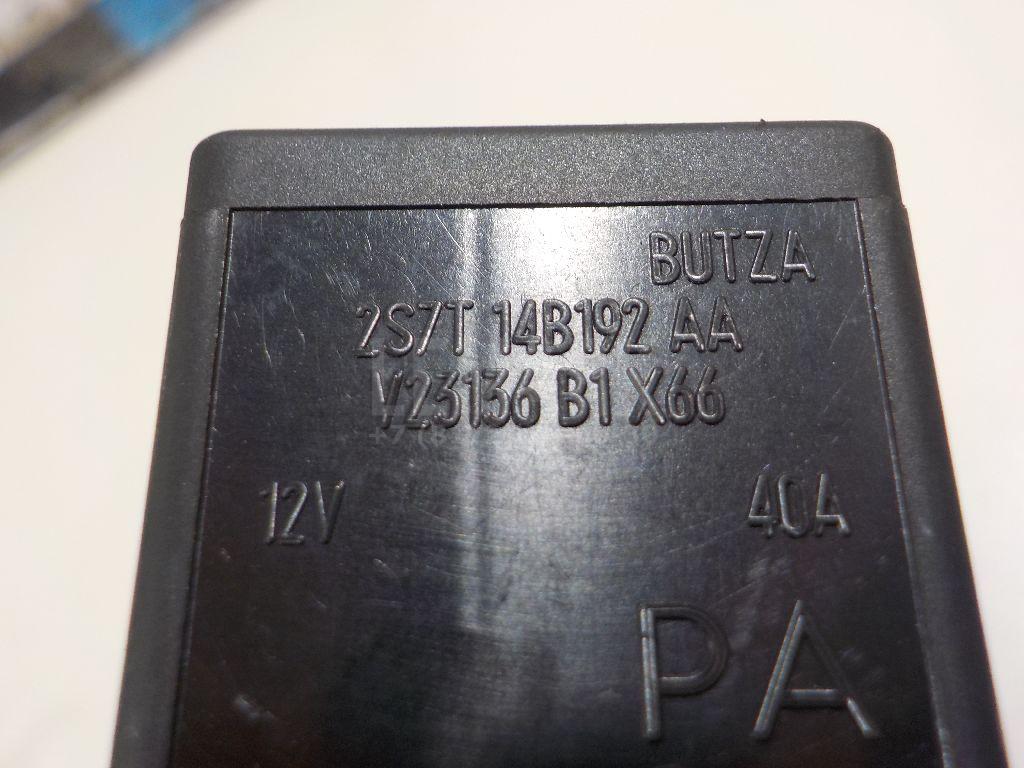 BUTZA
2S7T 14B192 AA
V23136 B1 X66
12V 40A
PA